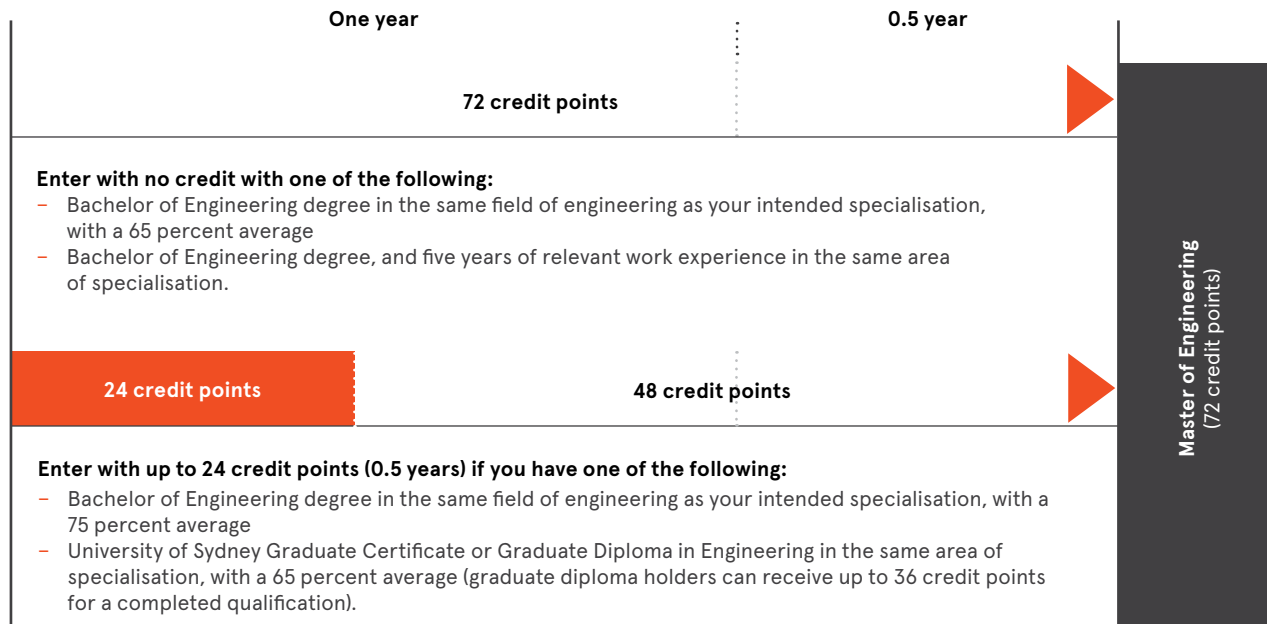 One year
0.5 year
72 credit points
Enter with no credit with one of the following:
– Bachelor of Engineering degree in the same field of engineering as your intended specialisation,
with a 65 percent average
– Bachelor of Engineering degree, and five years of relevant work experience in the same area
of specialisation.
24 credit points
48 credit points
Enter with up to 24 credit points (0.5 years) if you have one of the following:
– Bachelor of Engineering degree in the same field of engineering as your intended specialisation, with a
75 percent average
– University of Sydney Graduate Certificate or Graduate Diploma in Engineering in the same area of
specialisation, with a 65 percent average (graduate diploma holders can receive up to 36 credit points
for a completed qualification).
Master of Engineering
(72 credit points)